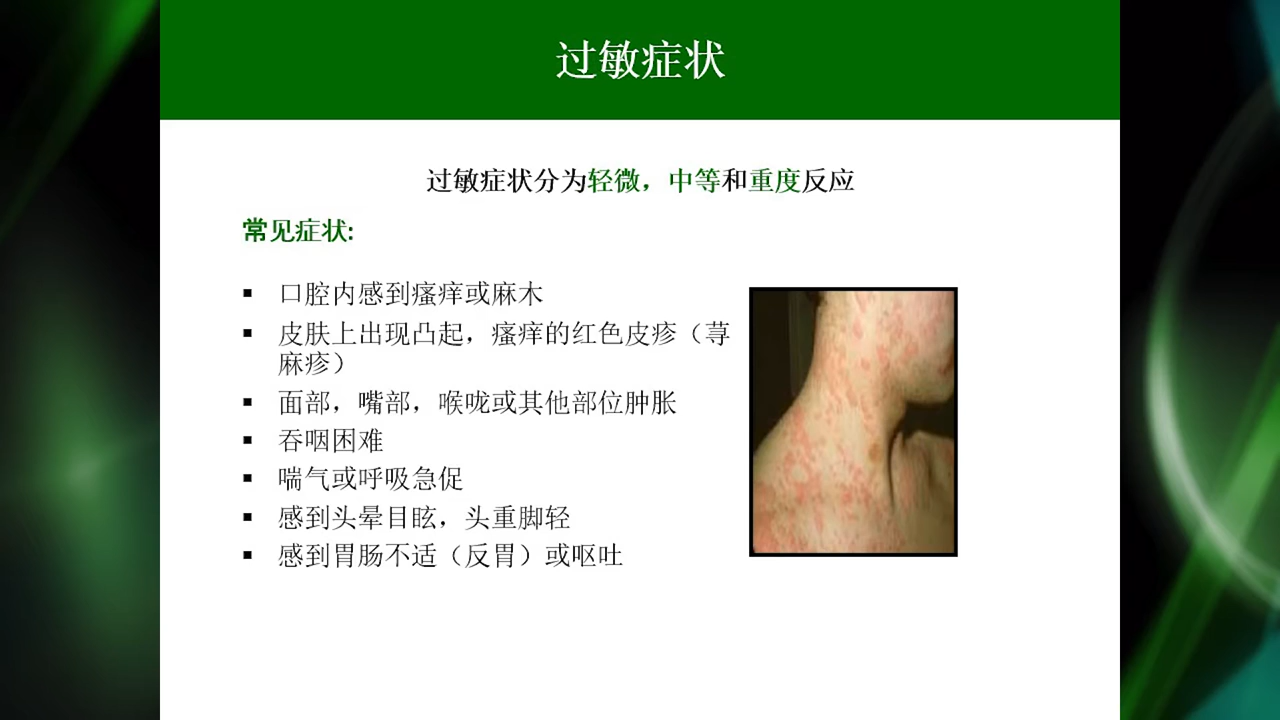 过敏症状
过敏症状分为轻微，中等和重度反应
常见症状:
▪ 口腔内感到瘙痒或麻木
▪ 皮肤上出现凸起，瘙痒的红色皮疹（荨
麻疹）
▪ 面部，嘴部，喉咙或其他部位肿胀
▪ 吞咽困难
▪ 喘气或呼吸急促
▪ 感到头晕目眩，头重脚轻
▪ 感到胃肠不适（反胃）或呕吐